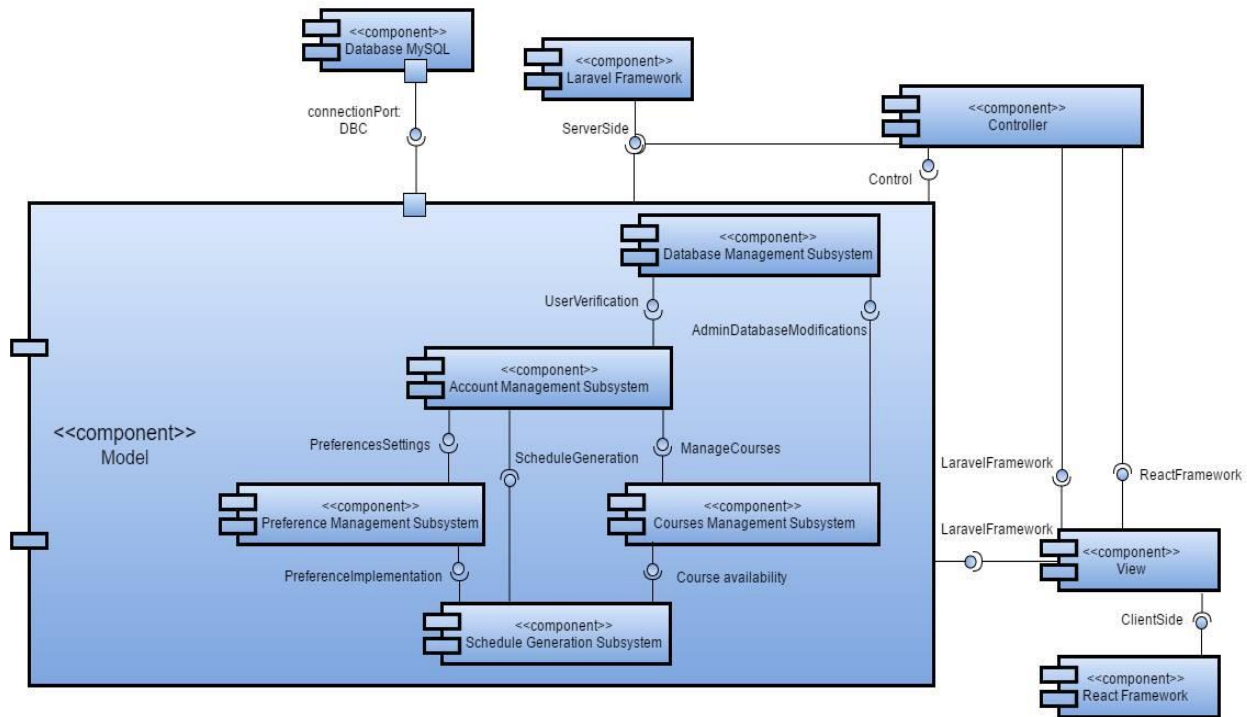 <<component>>
Database MySQL
<<component>>
Laravel Framework
<<component>>
Controller
connectionPort:
DBC
ServerSide
Control
<<component>>
Database Management Subsystem
UserVerification
AdminDatabaseModifications
<<component>>
Account Management Subsystem
<<component>>
Model
PreferencesSettings
ScheduleGeneration
ManageCourses
LaravelFramework
ReactFramework
<<component>>
Preference Management Subsystem
<<component>>
Courses Management Subsystem
LaravelFramework
<<component>>
View
PreferenceImplementation
Course availability
<<component>>
Schedule Generation Subsystem
ClientSide
<<component>>
React Framework